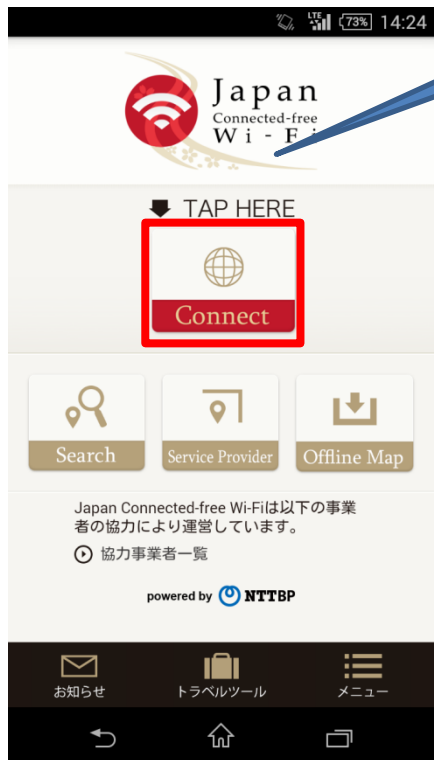 LTE 73% 14:24
Japan
Connected-free
Wi-Fi
TAP HERE
Connect
Search
Service Provider
Offline Map
Japan Connected-free Wi-Fiは以下の事業
者の協力により運営しています。
協力事業者一覧
powered by NTTBP
お知らせ
トラベルツール
メニュー